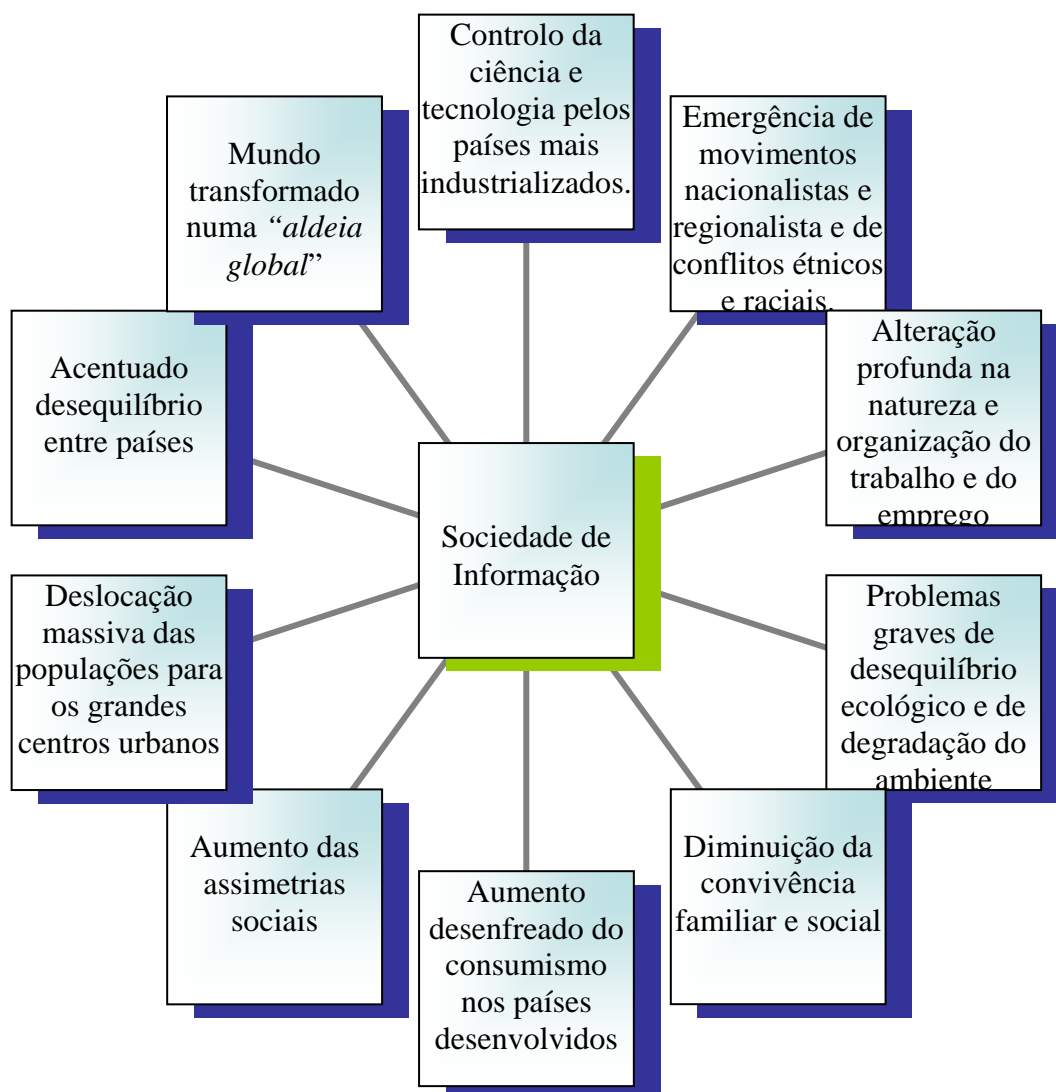 Controlo da
ciência e
tecnologia pelos
países mais
industrializados.
Emergência de
movimentos
nacionalistas e
regionalista e de
conflitos étnicos
e raciais.
Alteração
profunda na
natureza e
organização do
trabalho e do
emprego
Problemas
graves de
desequilíbrio
ecológico e de
degradação do
ambiente
Diminuição da
convivência
familiar e social
Aumento
desenfreado do
consumismo
nos países
desenvolvidos
Aumento das
assimetrias
sociais
Deslocação
massiva das
populações para
os grandes
centros urbanos
Acentuado
desequilíbrio
entre países
Mundo
transformado
numa “aldeia
global”
Sociedade de
Informação